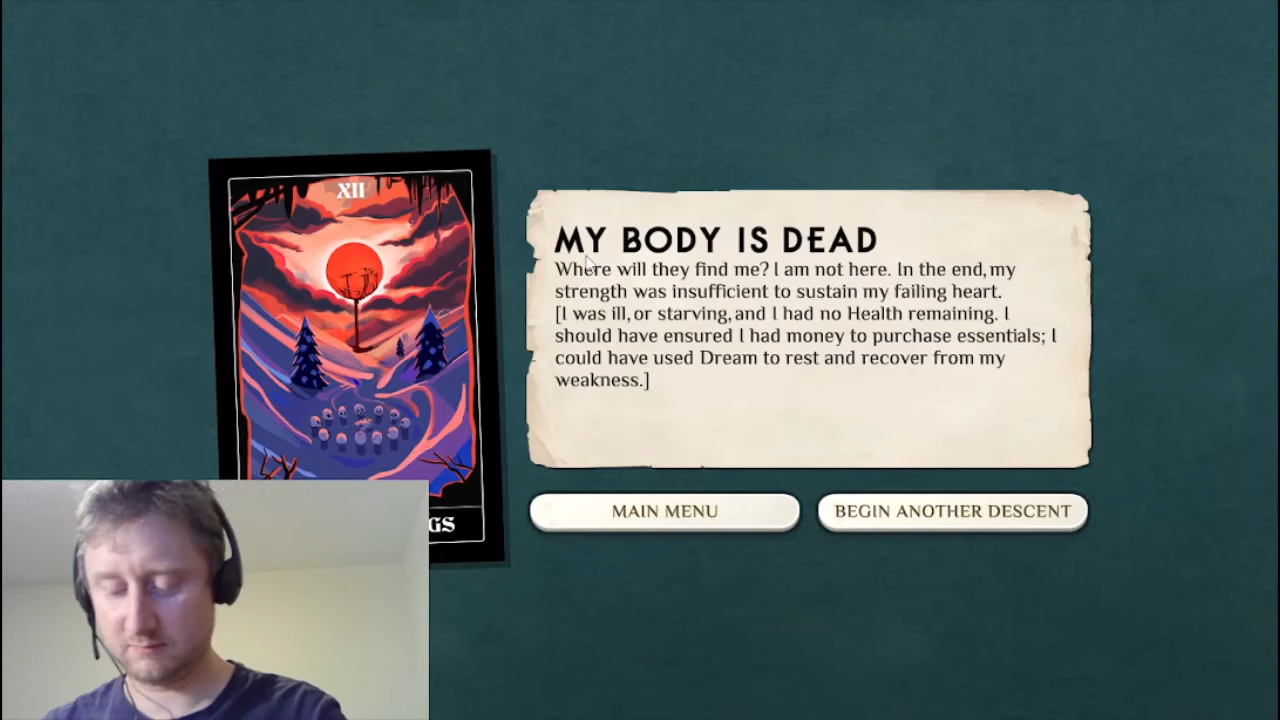 XII
GS
MY BODY IS DEAD
Where will they find me? I am not here. In the end, my
strength was insufficient to sustain my failing heart.
[I was ill, or starving, and I had no Health remaining. I
should have ensured I had money to purchase essentials; I
could have used Dream to rest and recover from my
weakness.]
MAIN MENU
BEGIN ANOTHER DESCENT